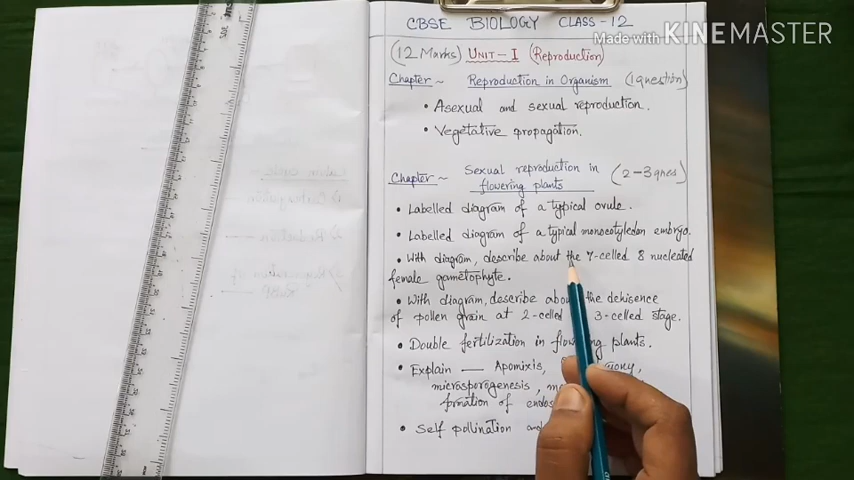 CBSE BIOLOGY CLASS-12
Made with KINEMASTER
(12 Marks) UNIT-I (Reproduction)
Chapter ~ Reproduction in Organism (1 Question)
• Asexual and sexual reproduction.
• Vegetative propagation.
Chapter ~ Sexual reproduction in flowering plants (2-3 ques)
• Labelled diagram of a typical ovule.
• Labelled diagram of a typical monocotyledon embryo.
• With diagram, describe about the 7-celled 8 nucleated
female gametophyte.
• With diagram, describe about the dehisence
of pollen grain at 2-celled 3-celled stage.
• Double fertilization in flowering plants.
• Explain — Apomixis,
microsporogenesis,
formation of
• Self pollination